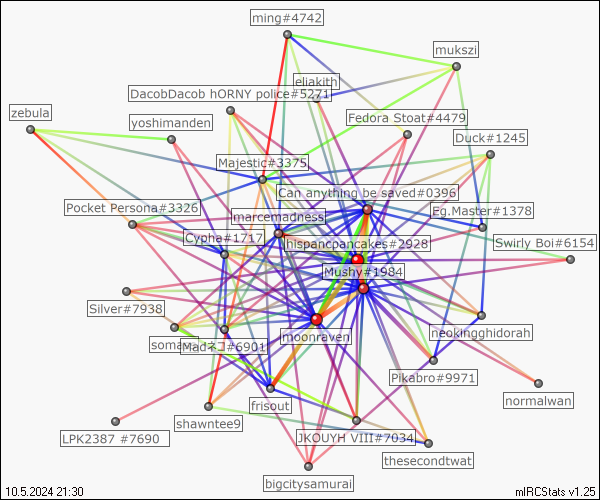 ming#4742
mukszi
eliakith
DacobDacob hORNY police#5271
zebula
Fedora Stoat#4479
yoshimanden
Duck#1245
Majestic#3375
Can anything be saved#0396
Pocket Persona#3326
marcemadness
Eg.Master#1378
Cypha#1717
hispancpancakes#2928
Swirly Boi#6154
Mushy#1984
Silver#7938
neokingghidorah
moonraven
Madネコ#6901
Pikabro#9971
normalwan
frisout
shawntee9
LPK2387 #7690
JKOUYH VIII#7034
thesecondtwat
bigcitysamurai
10.5.2024 21:30
mIRCStats v1.25